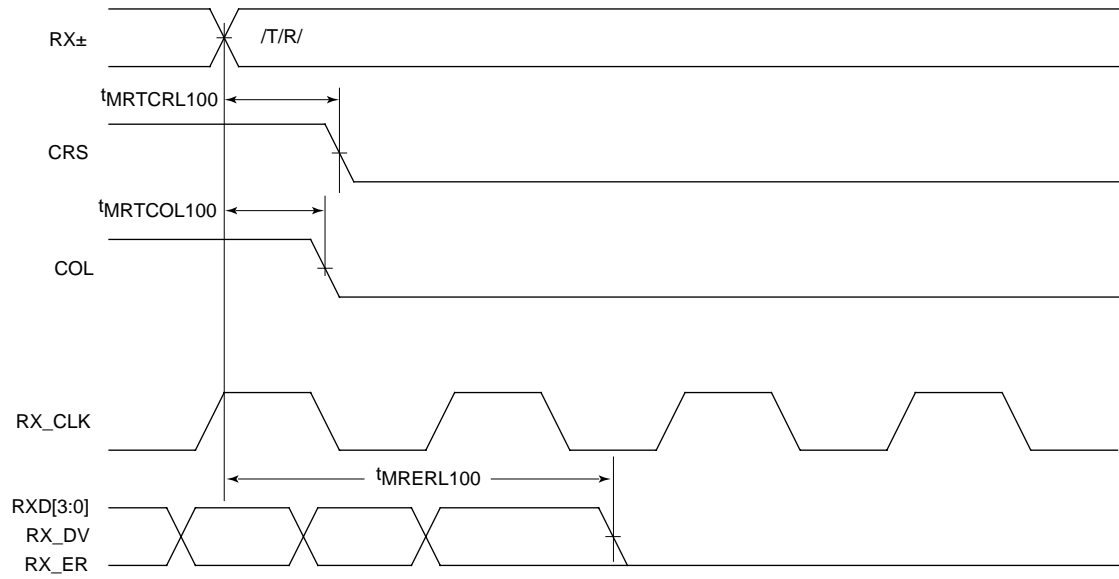 RX±
/T/R/
tMRTCRL100
CRS
tMRTCOL100
COL
RX_CLK
tMRERL100
RXD[3:0]
RX_DV
RX_ER